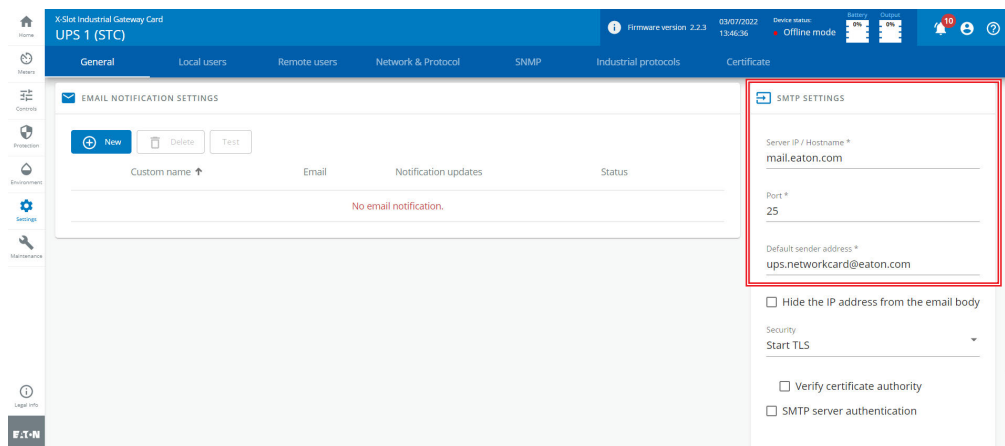 X-Slot Industrial Gateway Card
UPS 1 (STC)
Firmware version 2.2.3
03/07/2022
13:46:36
Device status:
Offline mode
Battery
0%
Output
0%
10
General
Local users
Remote users
Network & Protocol
SNMP
Industrial protocols
Certificate
Home
Meters
Controls
Protection
Environment
Settings
Maintenance
Legal info
EATON
EMAIL NOTIFICATION SETTINGS
New
Delete
Test
Custom name
Email
Notification updates
Status
No email notification.
SMTP SETTINGS
Server IP / Hostname *
mail.eaton.com
Port *
25
Default sender address *
ups.networkcard@eaton.com
Hide the IP address from the email body
Security
Start TLS
Verify certificate authority
SMTP server authentication